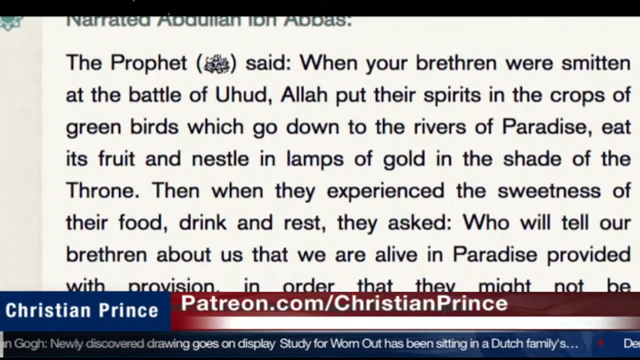 Narrated Abdullah ibn Abbas:
The Prophet (ﷺ) said: When your brethren were smitten
at the battle of Uhud, Allah put their spirits in the crops of
green birds which go down to the rivers of Paradise, eat
its fruit and nestle in lamps of gold in the shade of the
Throne. Then when they experienced the sweetness of
their food, drink and rest, they asked: Who will tell our
brethren about us that we are alive in Paradise provided
with provision, in order that they might not be
Christian Prince
Patreon.com/ChristianPrince
an Gogh: Newly discovered drawing goes on display Study for Worn Out has been sitting in a Dutch family's…